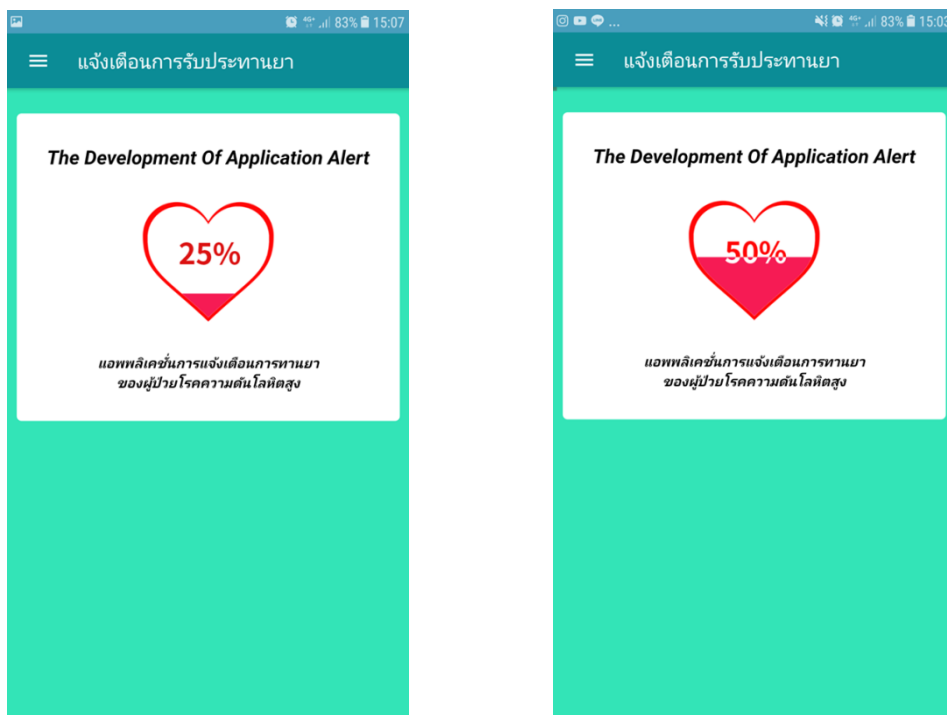 4G+ 83% 15:07
แจ้งเตือนการรับประทานยา
The Development Of Application Alert
25%
แอพพลิเคชั่นการแจ้งเตือนการทานยา
ของผู้ป่วยโรคความดันโลหิตสูง
... 4G+ 83% 15:03
แจ้งเตือนการรับประทานยา
The Development Of Application Alert
50%
แอพพลิเคชั่นการแจ้งเตือนการทานยา
ของผู้ป่วยโรคความดันโลหิตสูง